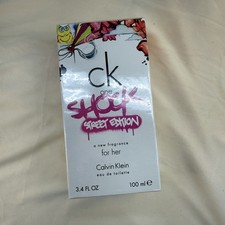 ck
one
SHOCK
STREET EDITION
a new fragrance
for her
Calvin Klein
eau de toilette
3.4 FL OZ 100 ml e